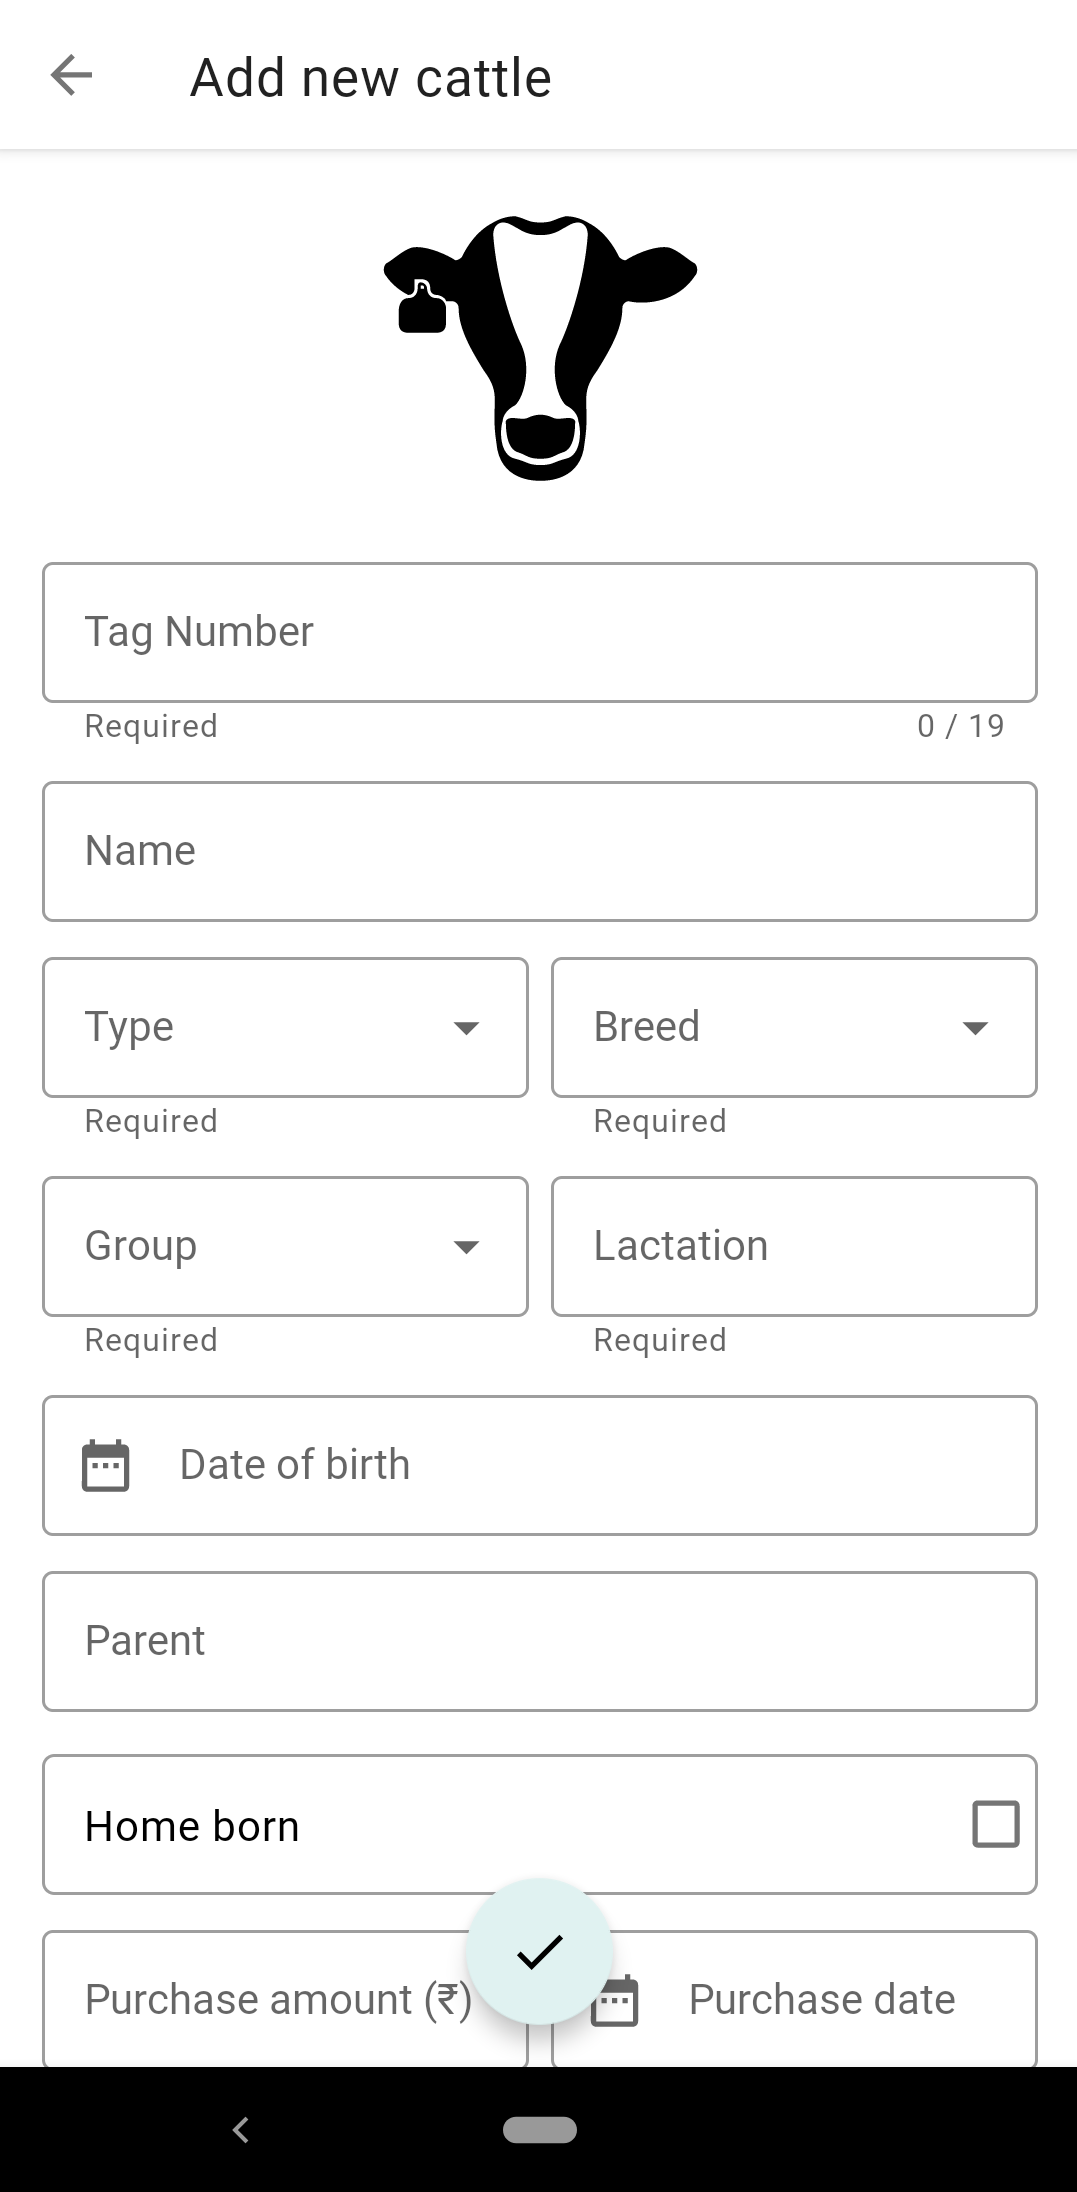 Add new cattle
Tag Number
Required 0 / 19
Name
Type Breed
Required Required
Group Lactation
Required Required
Date of birth
Parent
Home born
Purchase amount (₹) Purchase date